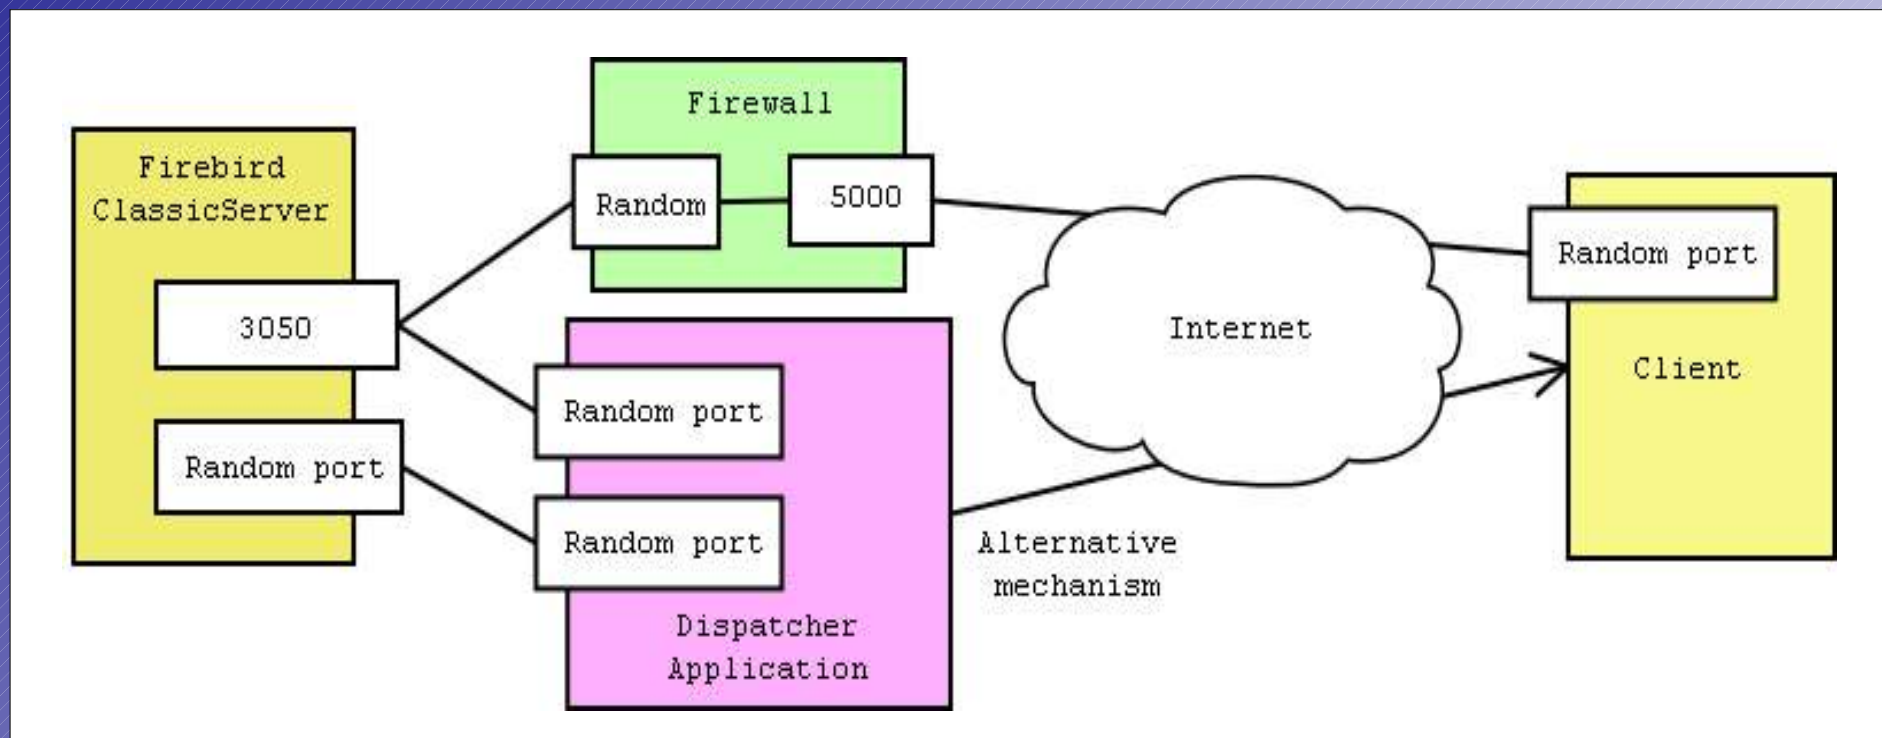 Firewall
Firebird
ClassicServer
Random
5000
Random port
3050
Internet
Client
Random port
Random port
Random port
Alternative
mechanism
Dispatcher
Application